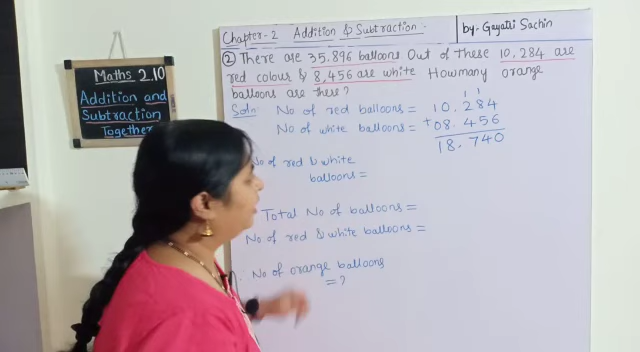 Chapter-2 Addition & Subtraction
by- Gayatri Sachin
② There are 35.896 balloons Out of these 10,284 are
red colour & 8,456 are white Howmany orange
balloons are there?
Maths 2.10
Addition and
Subtraction
Together
Soln:
1 1
No of red balloons = 10.284
No of white balloons = +08.456
18.740
No of red & white
balloons =
Total No of balloons =
No of red & white balloons =
No of orange balloons
= ?